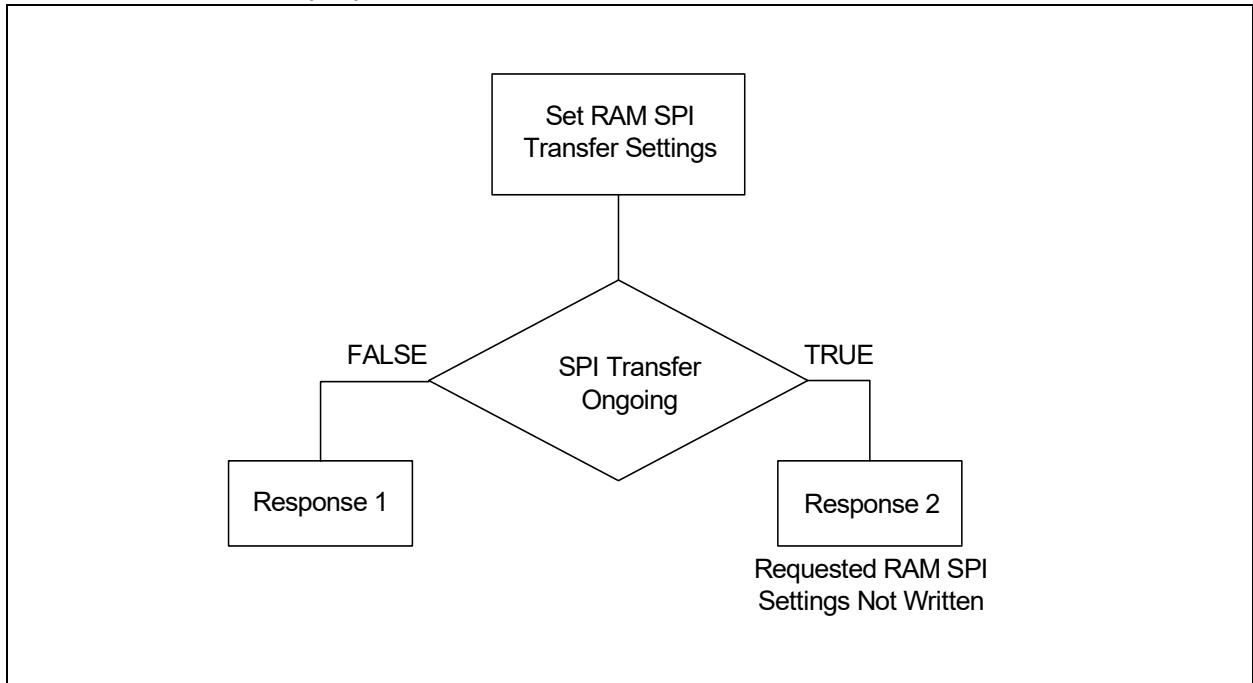 Set RAM SPI
Transfer Settings
FALSE
TRUE
SPI Transfer
Ongoing
Response 1
Response 2
Requested RAM SPI
Settings Not Written